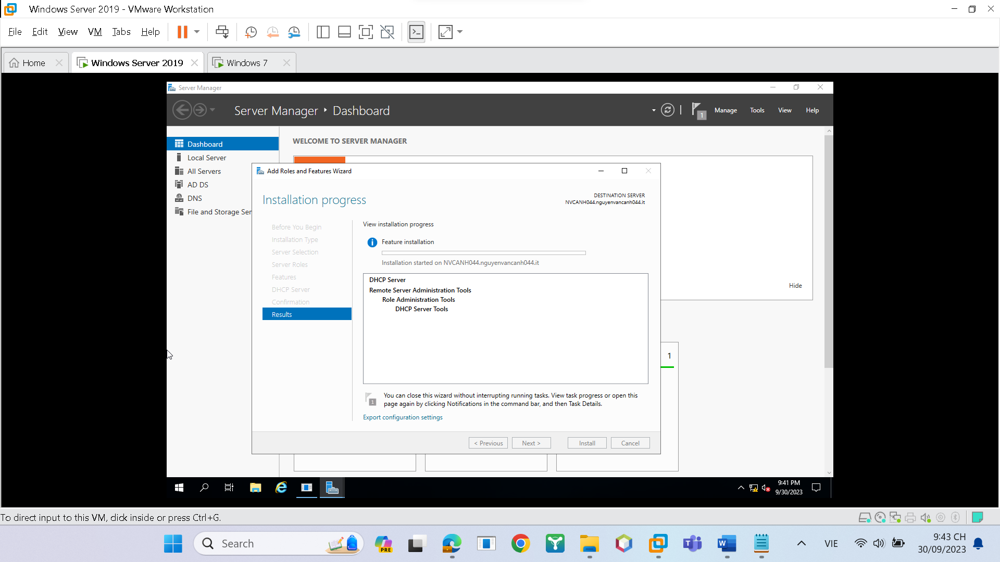 Windows Server 2019 - VMware Workstation
File Edit View VM Tabs Help
Home
Windows Server 2019
Windows 7
Server Manager
Server Manager ‣ Dashboard
1
Manage Tools View Help
Dashboard
Local Server
All Servers
AD DS
DNS
File and Storage Ser
WELCOME TO SERVER MANAGER
Hide
1
Add Roles and Features Wizard
Installation progress
DESTINATION SERVER
NVCANH044.nguyenvancanh044.it
Before You Begin
Installation Type
Server Selection
Server Roles
Features
DHCP Server
Confirmation
Results
View installation progress
Feature installation
Installation started on NVCANH044.nguyenvancanh044.it
DHCP Server
Remote Server Administration Tools
Role Administration Tools
DHCP Server Tools
1
You can close this wizard without interrupting running tasks. View task progress or open this
page again by clicking Notifications in the command bar, and then Task Details.
Export configuration settings
< Previous Next > Install Cancel
9:41 PM
9/30/2023
To direct input to this VM, click inside or press Ctrl+G.
Search
PRE
VIE
9:43 CH
30/09/2023